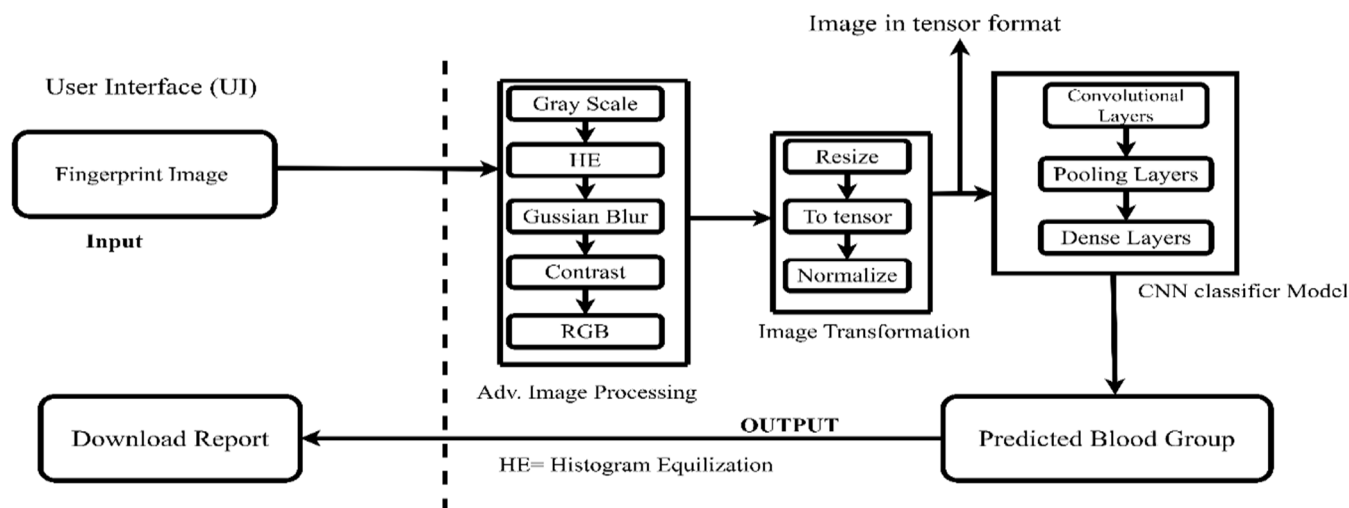 Image in tensor format
User Interface (UI)
Fingerprint Image
Input
Gray Scale
HE
Gussian Blur
Contrast
RGB
Adv. Image Processing
Resize
To tensor
Normalize
Image Transformation
Convolutional
Layers
Pooling Layers
Dense Layers
CNN classifier Model
Predicted Blood Group
OUTPUT
Download Report
HE= Histogram Equilization